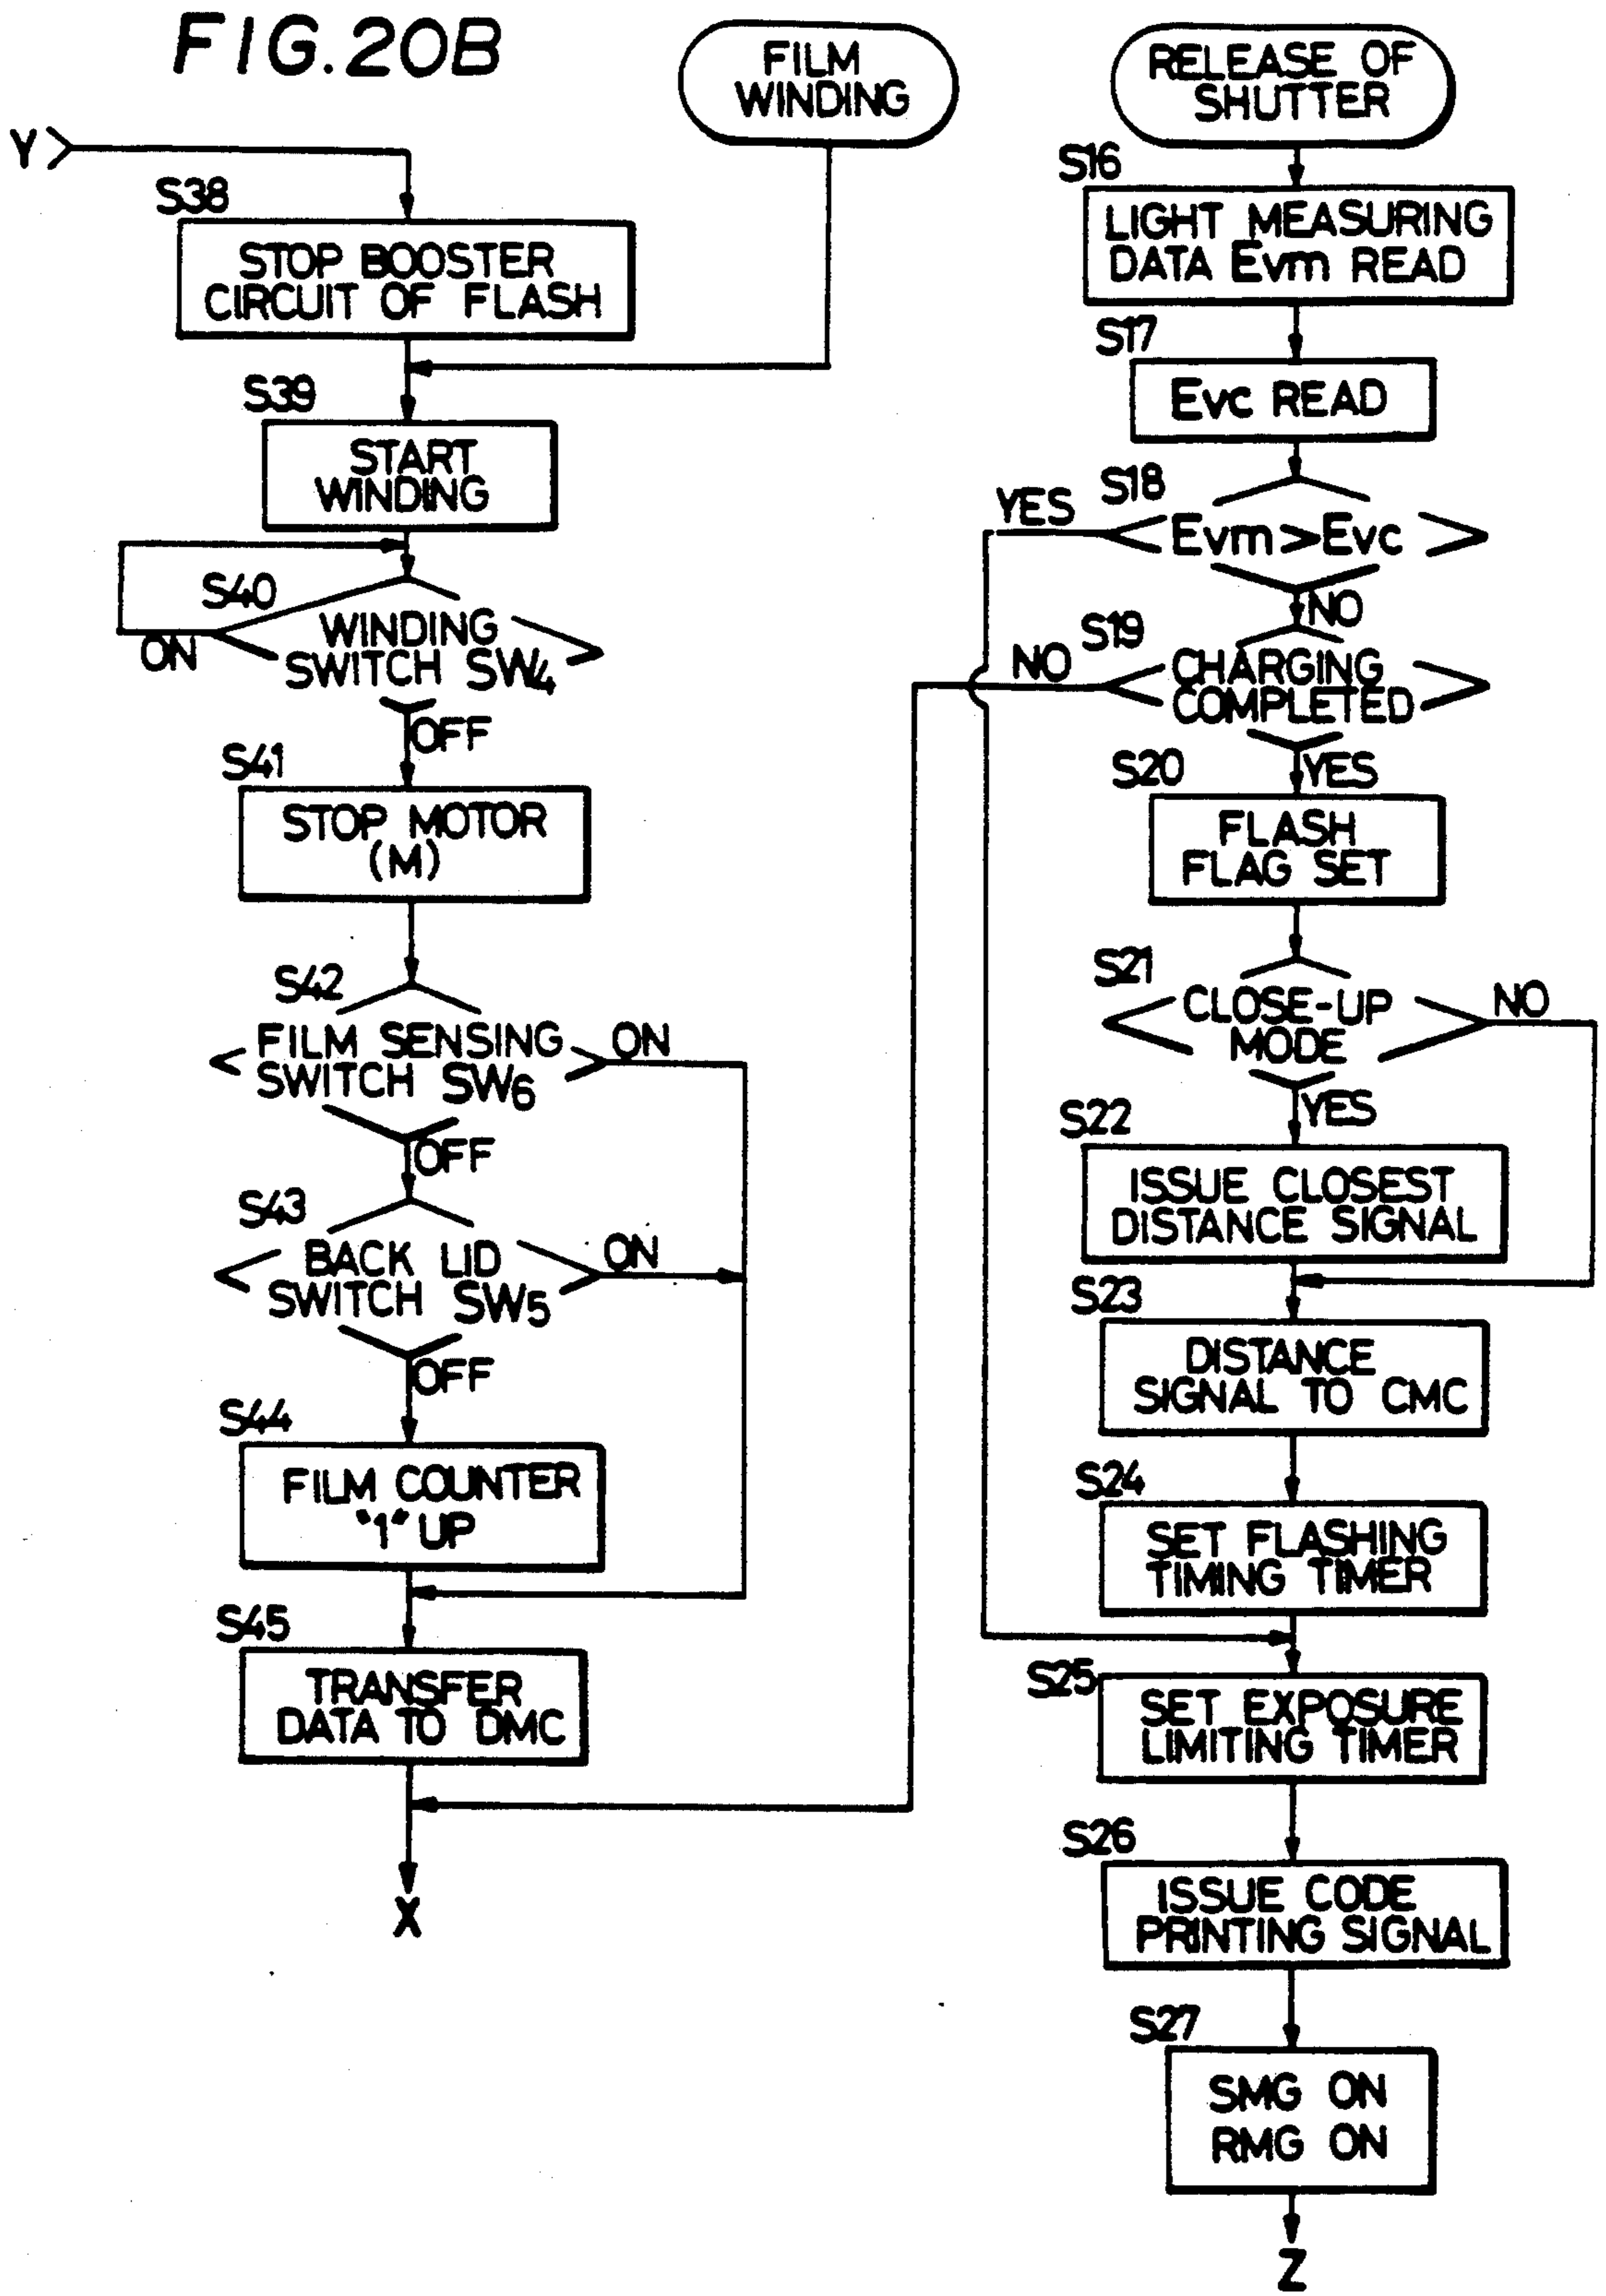 FIG.20B
Y
S38
STOP BOOSTER
CIRCUIT OF FLASH
FILM
WINDING
S39
START
WINDING
S40
WINDING
SWITCH SW4
ON
OFF
S41
STOP MOTOR
(M)
S42
FILM SENSING
SWITCH SW6
ON
OFF
S43
BACK LID
SWITCH SW5
ON
OFF
S44
FILM COUNTER
"1" UP
S45
TRANSFER
DATA TO DMC
X
RELEASE OF
SHUTTER
S16
LIGHT MEASURING
DATA Evm READ
S17
Evc READ
S18
YES
Evm>Evc
NO
S19
NO
CHARGING
COMPLETED
YES
S20
FLASH
FLAG SET
S21
CLOSE-UP
MODE
NO
YES
S22
ISSUE CLOSEST
DISTANCE SIGNAL
S23
DISTANCE
SIGNAL TO CMC
S24
SET FLASHING
TIMING TIMER
S25
SET EXPOSURE
LIMITING TIMER
S26
ISSUE CODE
PRINTING SIGNAL
S27
SMG ON
RMG ON
Z